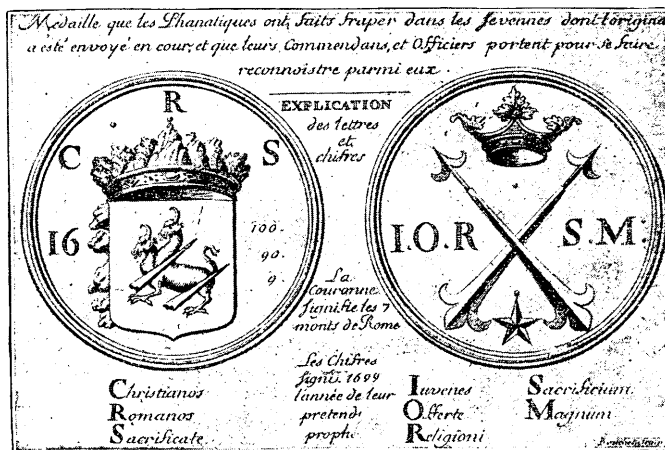 Medaille que les Phanatiques ont faits fraper dans les Sevennes dont l'origina
a esté envoyé en cour, et que leurs Commendans, et Officiers portent pour se faire
reconnoistre parmi eux.
C R S
16
100.
90.
9
EXPLICATION
des lettres
et
chifres
La
Couronne
signifie les 7
monts de Rome
Les Chifres
signi. 1699
l'année de leur
pretend:
proph:
I.O.R S.M.
Christianos
Romanos
Sacrificate
Iuvenes
Offerte
Religioni
Sacrificium
Magnum